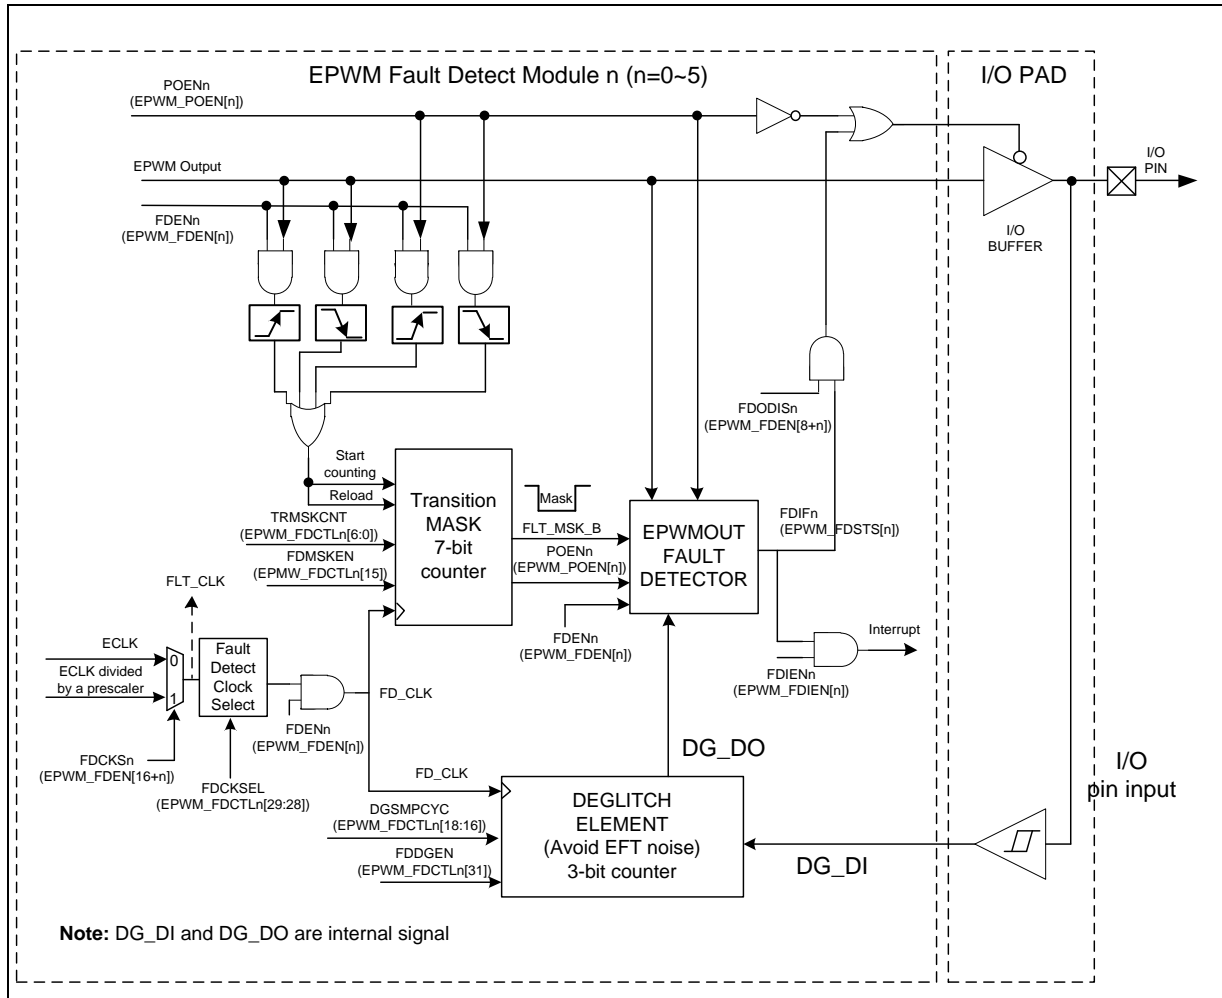 EPWM Fault Detect Module n (n=0~5)
I/O PAD
POENn
(EPWM_POEN[n])
EPWM Output
FDENn
(EPWM_FDEN[n])
I/O
PIN
I/O
BUFFER
FDODISn
(EPWM_FDEN[8+n])
Start
counting
Reload
TRMSKCNT
(EPWM_FDCTLn[6:0])
FDMSKEN
(EPMW_FDCTLn[15])
Transition
MASK
7-bit
counter
Mask
FLT_MSK_B
POENn
(EPWM_POEN[n])
FDENn
(EPWM_FDEN[n])
EPWMOUT
FAULT
DETECTOR
FDIFn
(EPWM_FDSTS[n])
Interrupt
FDIENn
(EPWM_FDIEN[n])
FLT_CLK
ECLK
ECLK divided
by a prescaler
0
1
Fault
Detect
Clock
Select
FDCKSn
(EPWM_FDEN[16+n])
FDCKSEL
(EPWM_FDCTLn[29:28])
FDENn
(EPWM_FDEN[n])
FD_CLK
FD_CLK
DGSMPCYC
(EPWM_FDCTLn[18:16])
FDDGEN
(EPWM_FDCTLn[31])
DEGLITCH
ELEMENT
(Avoid EFT noise)
3-bit counter
DG_DO
DG_DI
I/O
pin input
Note: DG_DI and DG_DO are internal signal